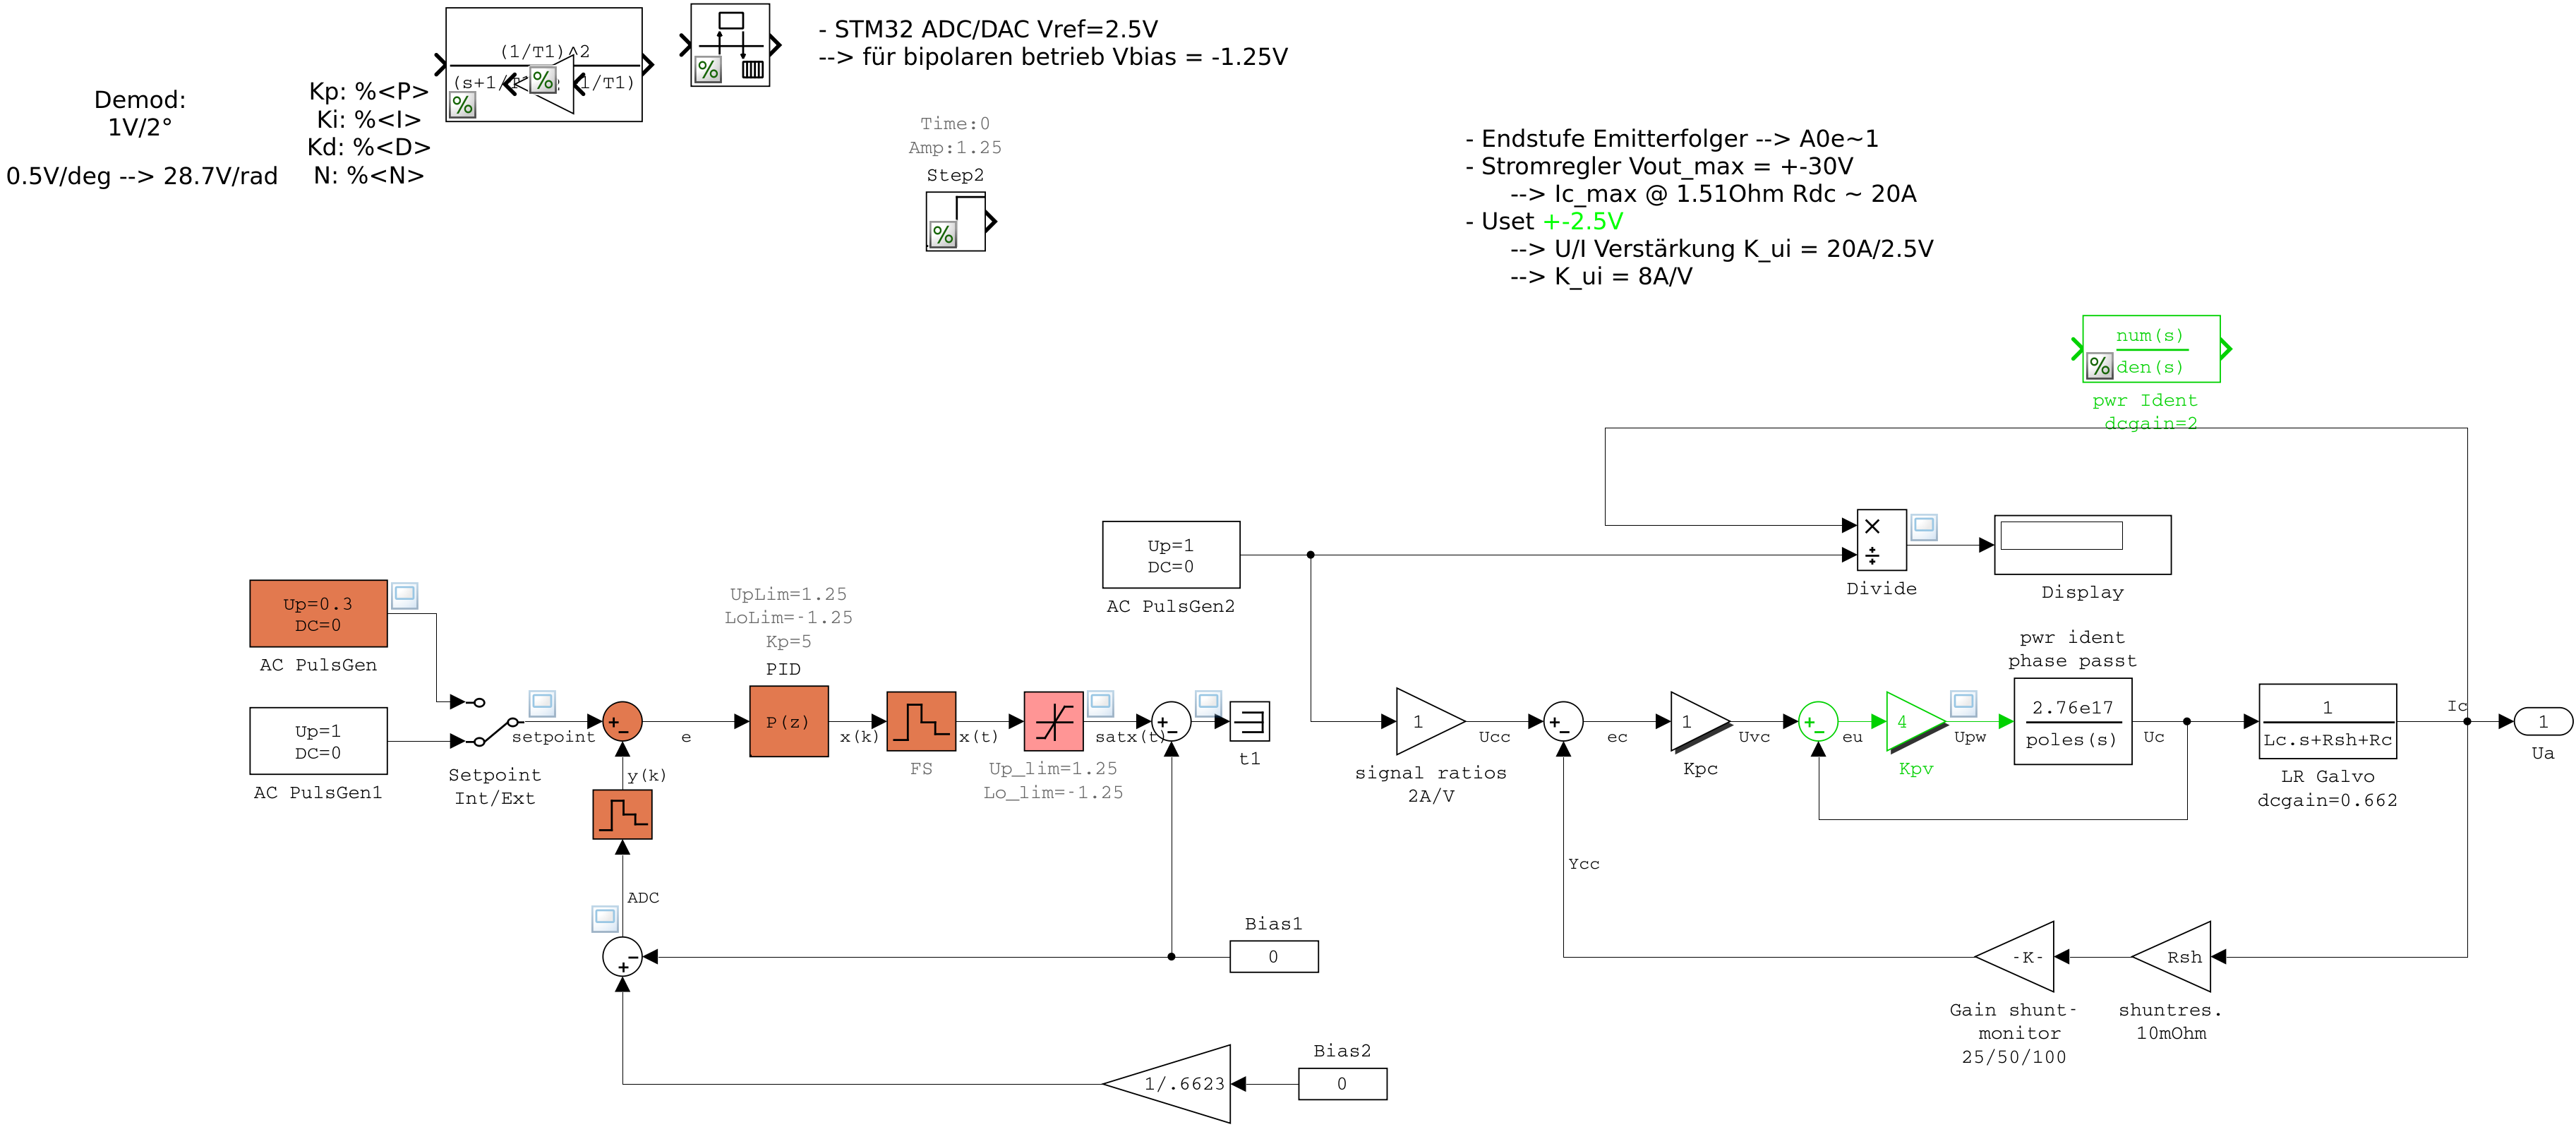 (1/T1)^2
- STM32 ADC/DAC Vref=2.5V
--> für bipolaren betrieb Vbias = -1.25V
Demod:
1V/2°
0.5V/deg --> 28.7V/rad
Kp: %<P>
Ki: %<I>
Kd: %<D>
N: %<N>
Time:0
Amp:1.25
Step2
- Endstufe Emitterfolger --> A0e~1
- Stromregler Vout_max = +-30V
--> Ic_max @ 1.51Ohm Rdc ~ 20A
- Uset +-2.5V
--> U/I Verstärkung K_ui = 20A/2.5V
--> K_ui = 8A/V
num(s)
den(s)
pwr Ident
dcgain=2
Up=1
DC=0
AC PulsGen2
×
÷
Divide
Display
Up=0.3
DC=0
AC PulsGen
Up=1
DC=0
AC PulsGen1
Setpoint
Int/Ext
setpoint
e
UpLim=1.25
LoLim=-1.25
Kp=5
PID
P(z)
x(k)
FS
x(t)
Up_lim=1.25
Lo_lim=-1.25
satx(t)
t1
1
signal ratios
2A/V
Ucc
ec
1
Kpc
Uvc
eu
4
Kpv
Upw
pwr ident
phase passt
2.76e17
poles(s)
Uc
1
Lc.s+Rsh+Rc
LR Galvo
dcgain=0.662
Ic
1
Ua
y(k)
ADC
Ycc
Bias1
0
-K-
Gain shunt-
monitor
25/50/100
Rsh
shuntres.
10mOhm
Bias2
0
1/.6623